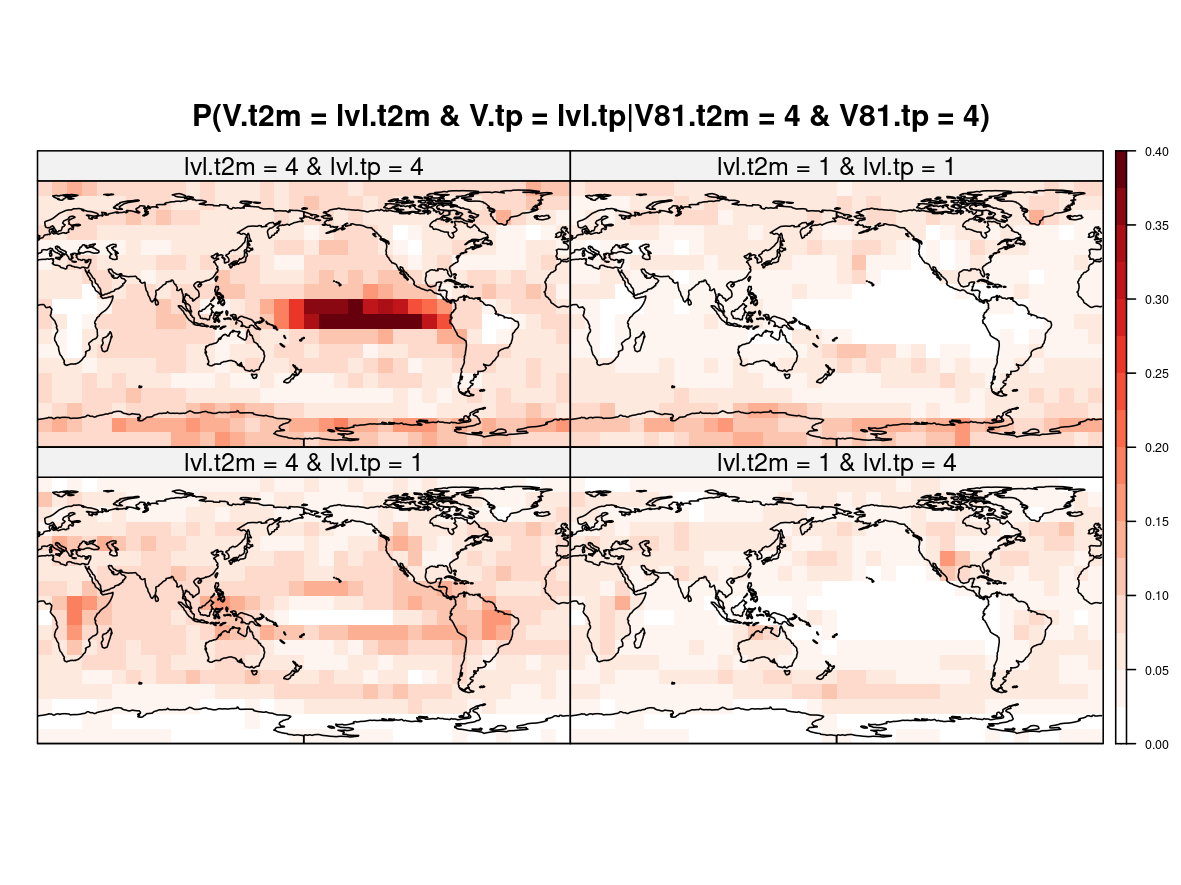 P(V.t2m = lvl.t2m & V.tp = lvl.tp|V81.t2m = 4 & V81.tp = 4)
lvl.t2m = 4 & lvl.tp = 4
lvl.t2m = 1 & lvl.tp = 1
lvl.t2m = 4 & lvl.tp = 1
lvl.t2m = 1 & lvl.tp = 4
0.40
0.35
0.30
0.25
0.20
0.15
0.10
0.05
0.00